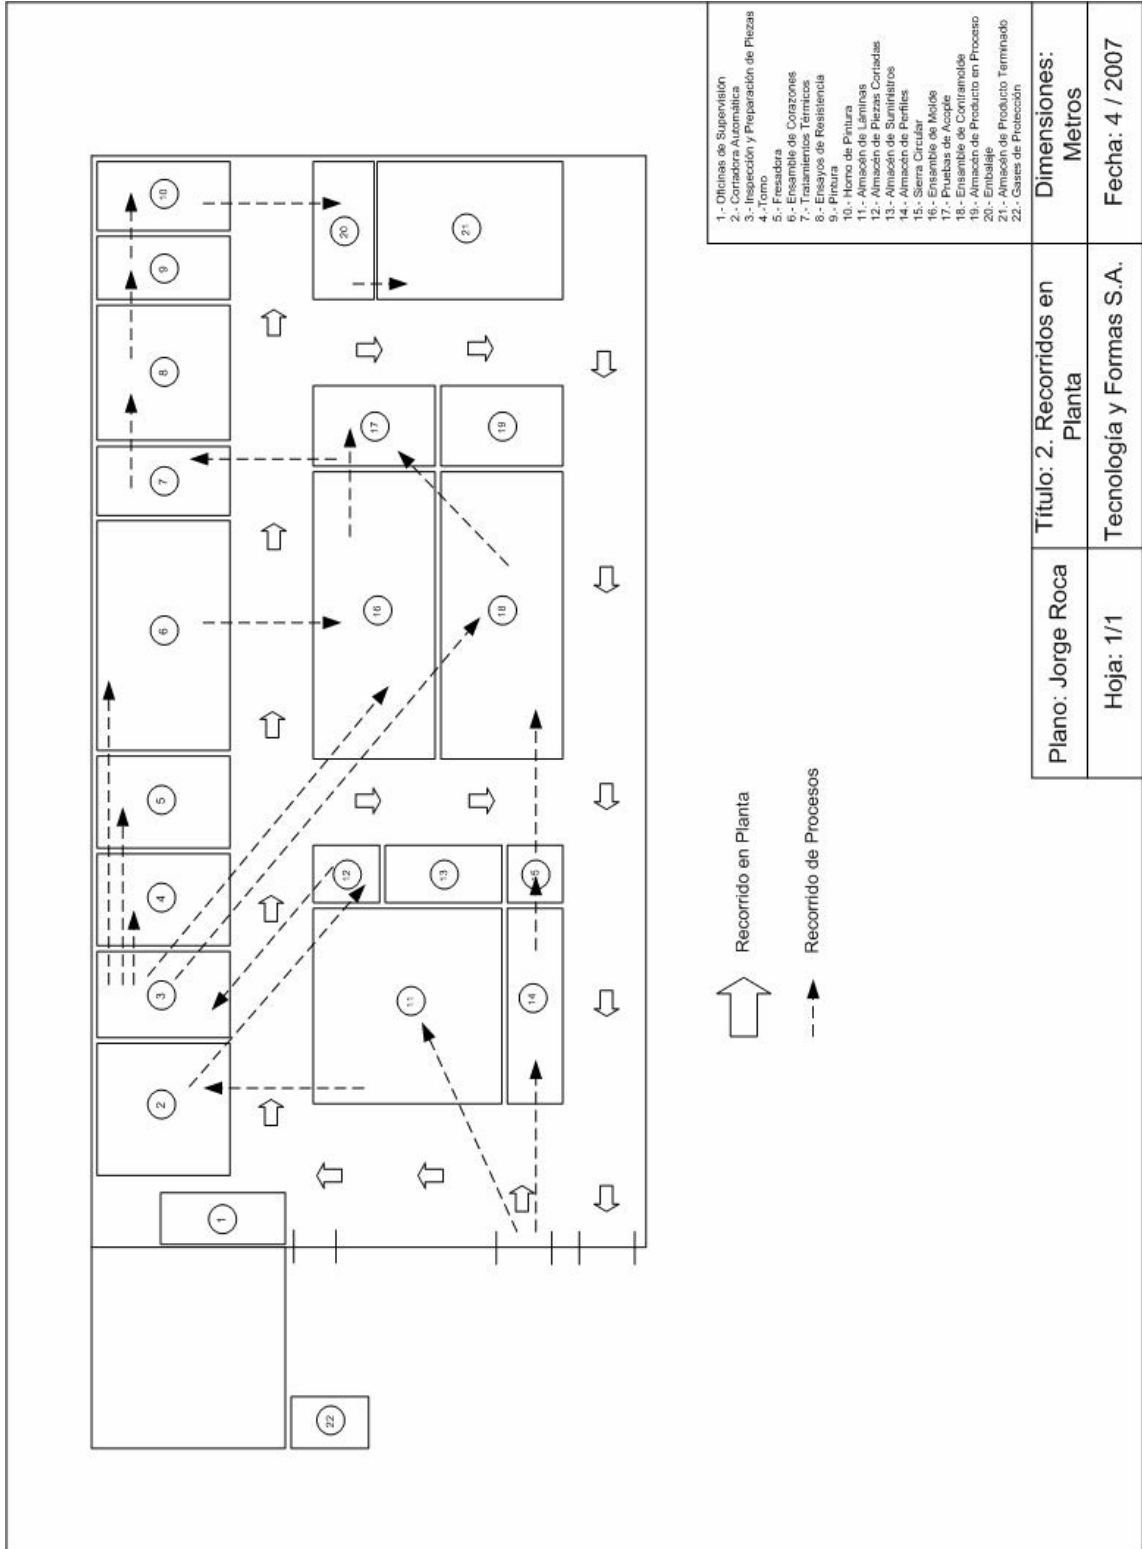 1.- Oficinas de Supervisión
2.- Cortadora Automática
3.- Inspección y Preparación de Piezas
4.-Torno
5.- Fresadora
6.- Ensamble de Corazones
7.- Tratamientos Térmicos
8.- Ensayos de Resistencia
9.- Pintura
10.- Horno de Pintura
11.- Almacén de Láminas
12.- Almacén de Piezas Cortadas
13.- Almacén de Suministros
14.- Almacén de Perfiles
15.- Sierra Circular
16.- Ensamble de Molde
17.- Pruebas de Acople
18.- Ensamble de Contramolde
19.- Almacén de Producto en Proceso
20.- Embalaje
21.- Almacén de Producto Terminado
22.- Gases de Protección
2
3
4
5
6
7
8
9
10
1
22
11
12
13
14
15
16
17
18
19
20
21
Recorrido en Planta
Recorrido de Procesos
Plano: Jorge Roca
Título: 2. Recorridos en
Planta
Dimensiones:
Metros
Hoja: 1/1
Tecnología y Formas S.A.
Fecha: 4 / 2007